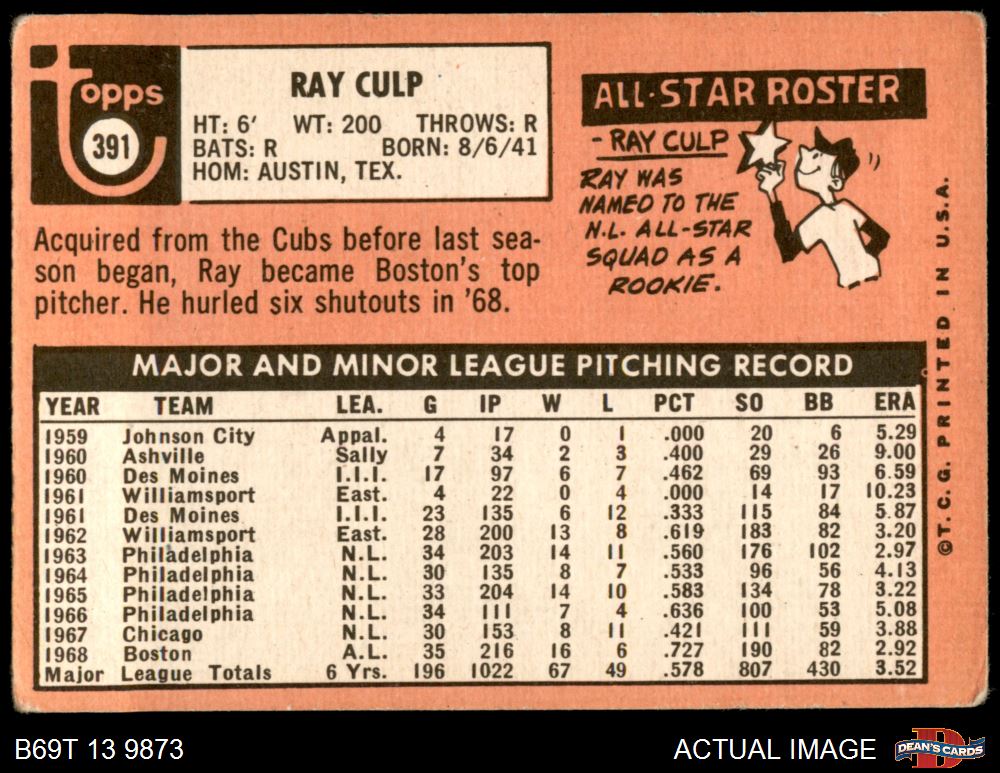 topps
391
RAY CULP
HT: 6' WT: 200 THROWS: R
BATS: R BORN: 8/6/41
HOM: AUSTIN, TEX.
Acquired from the Cubs before last sea-
son began, Ray became Boston's top
pitcher. He hurled six shutouts in '68.
ALL-STAR ROSTER
- RAY CULP
RAY WAS
NAMED TO THE
N.L. ALL-STAR
SQUAD AS A
ROOKIE.
©T.C.G. PRINTED IN U.S.A.
MAJOR AND MINOR LEAGUE PITCHING RECORD
YEAR TEAM LEA. G IP W L PCT SO BB ERA
1959 Johnson City Appal. 4 17 0 1 .000 20 6 5.29
1960 Ashville Sally 7 34 2 3 .400 29 26 9.00
1960 Des Moines I.I.I. 17 97 6 7 .462 69 93 6.59
1961 Williamsport East. 4 22 0 4 .000 14 17 10.23
1961 Des Moines I.I.I. 23 135 6 12 .333 115 84 5.87
1962 Williamsport East. 28 200 13 8 .619 183 82 3.20
1963 Philadelphia N.L. 34 203 14 11 .560 176 102 2.97
1964 Philadelphia N.L. 30 135 8 7 .533 96 56 4.13
1965 Philadelphia N.L. 33 204 14 10 .583 134 78 3.22
1966 Philadelphia N.L. 34 111 7 4 .636 100 53 5.08
1967 Chicago N.L. 30 153 8 11 .421 111 59 3.88
1968 Boston A.L. 35 216 16 6 .727 190 82 2.92
Major League Totals 6 Yrs. 196 1022 67 49 .578 807 430 3.52
B69T 13 9873
ACTUAL IMAGE
D
DEAN'S CARDS